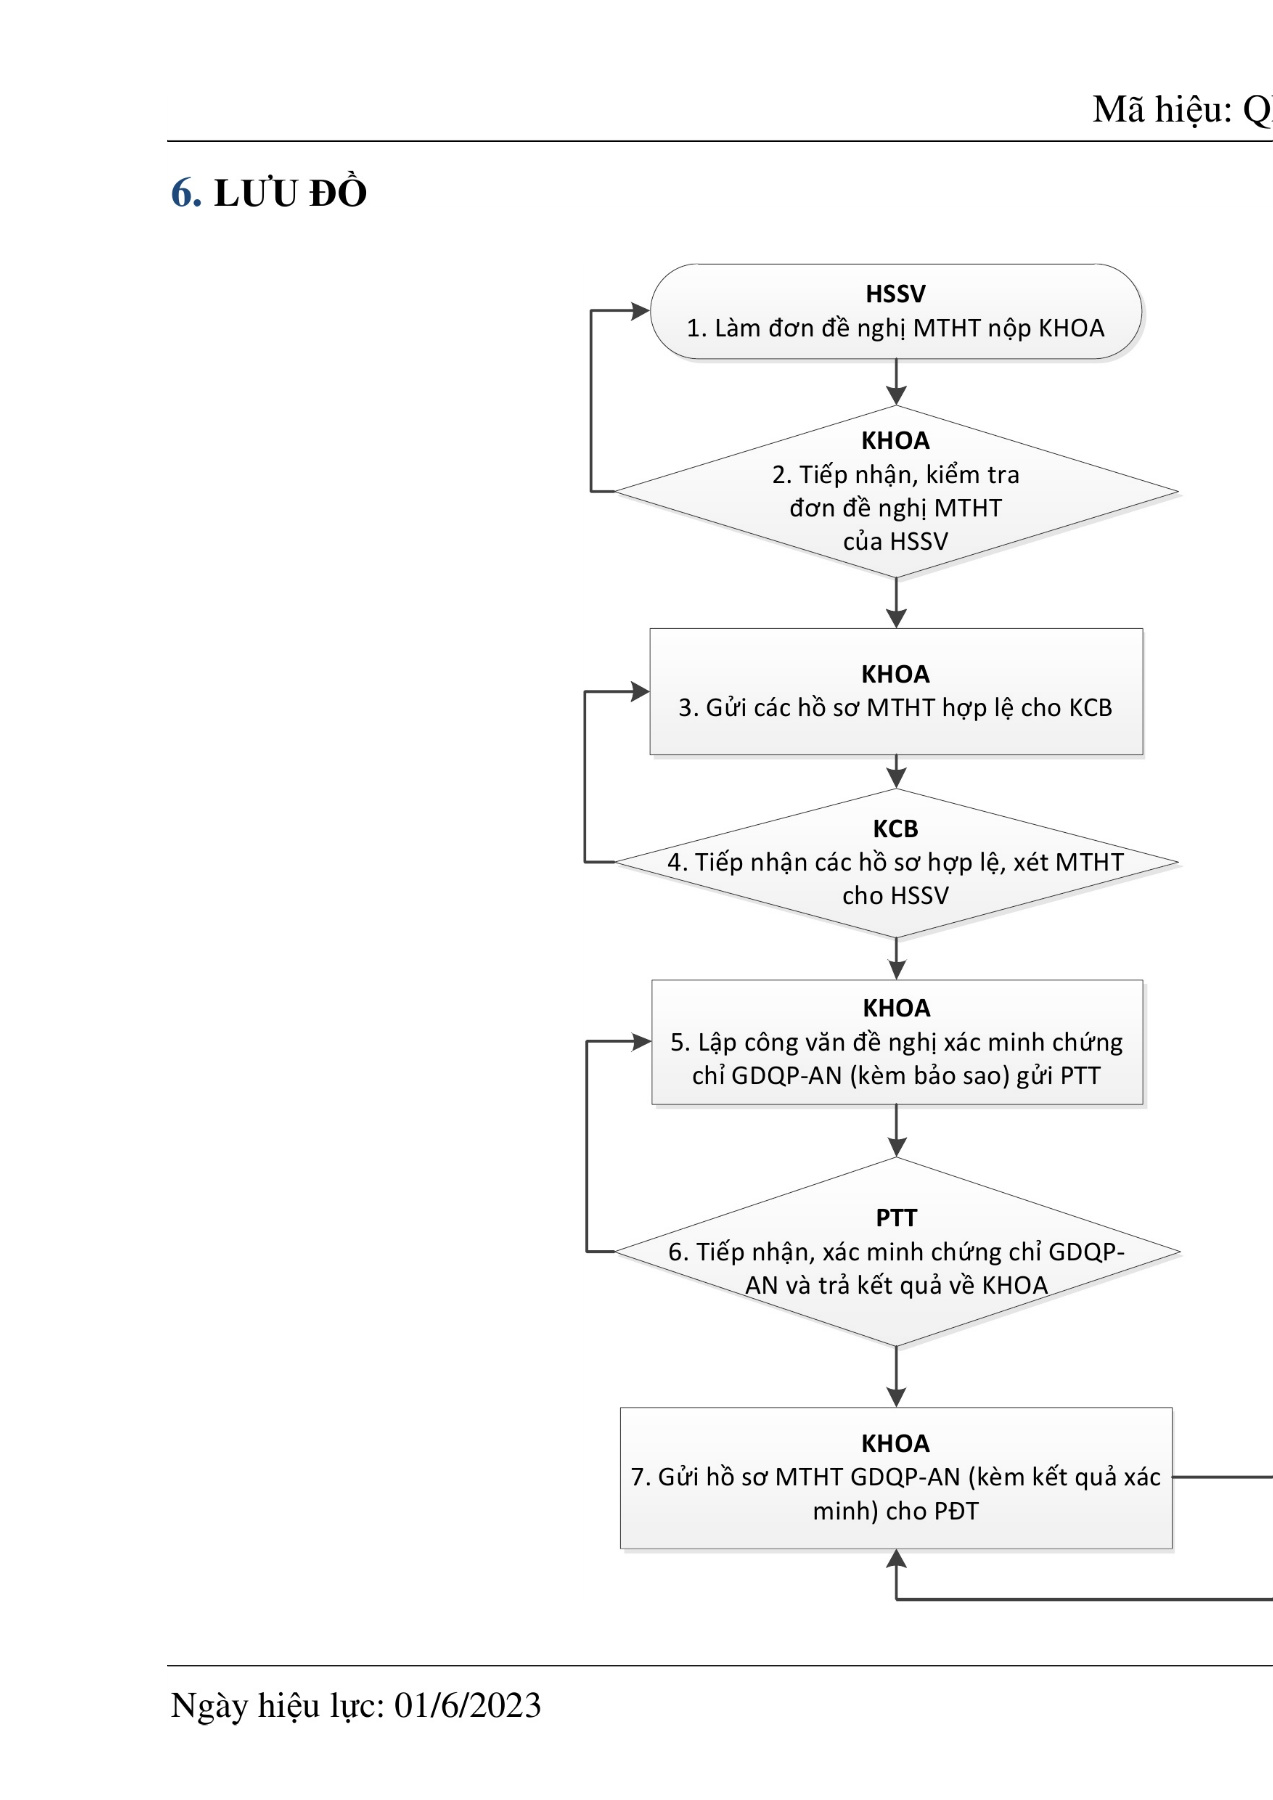 Mã hiệu: Q
6. LƯU ĐỒ
HSSV
1. Làm đơn đề nghị MTHT nộp KHOA
KHOA
2. Tiếp nhận, kiểm tra
đơn đề nghị MTHT
của HSSV
KHOA
3. Gửi các hồ sơ MTHT hợp lệ cho KCB
KCB
4. Tiếp nhận các hồ sơ hợp lệ, xét MTHT
cho HSSV
KHOA
5. Lập công văn đề nghị xác minh chứng
chỉ GDQP-AN (kèm bảo sao) gửi PTT
PTT
6. Tiếp nhận, xác minh chứng chỉ GDQP-
AN và trả kết quả về KHOA
KHOA
7. Gửi hồ sơ MTHT GDQP-AN (kèm kết quả xác
minh) cho PĐT
Ngày hiệu lực: 01/6/2023